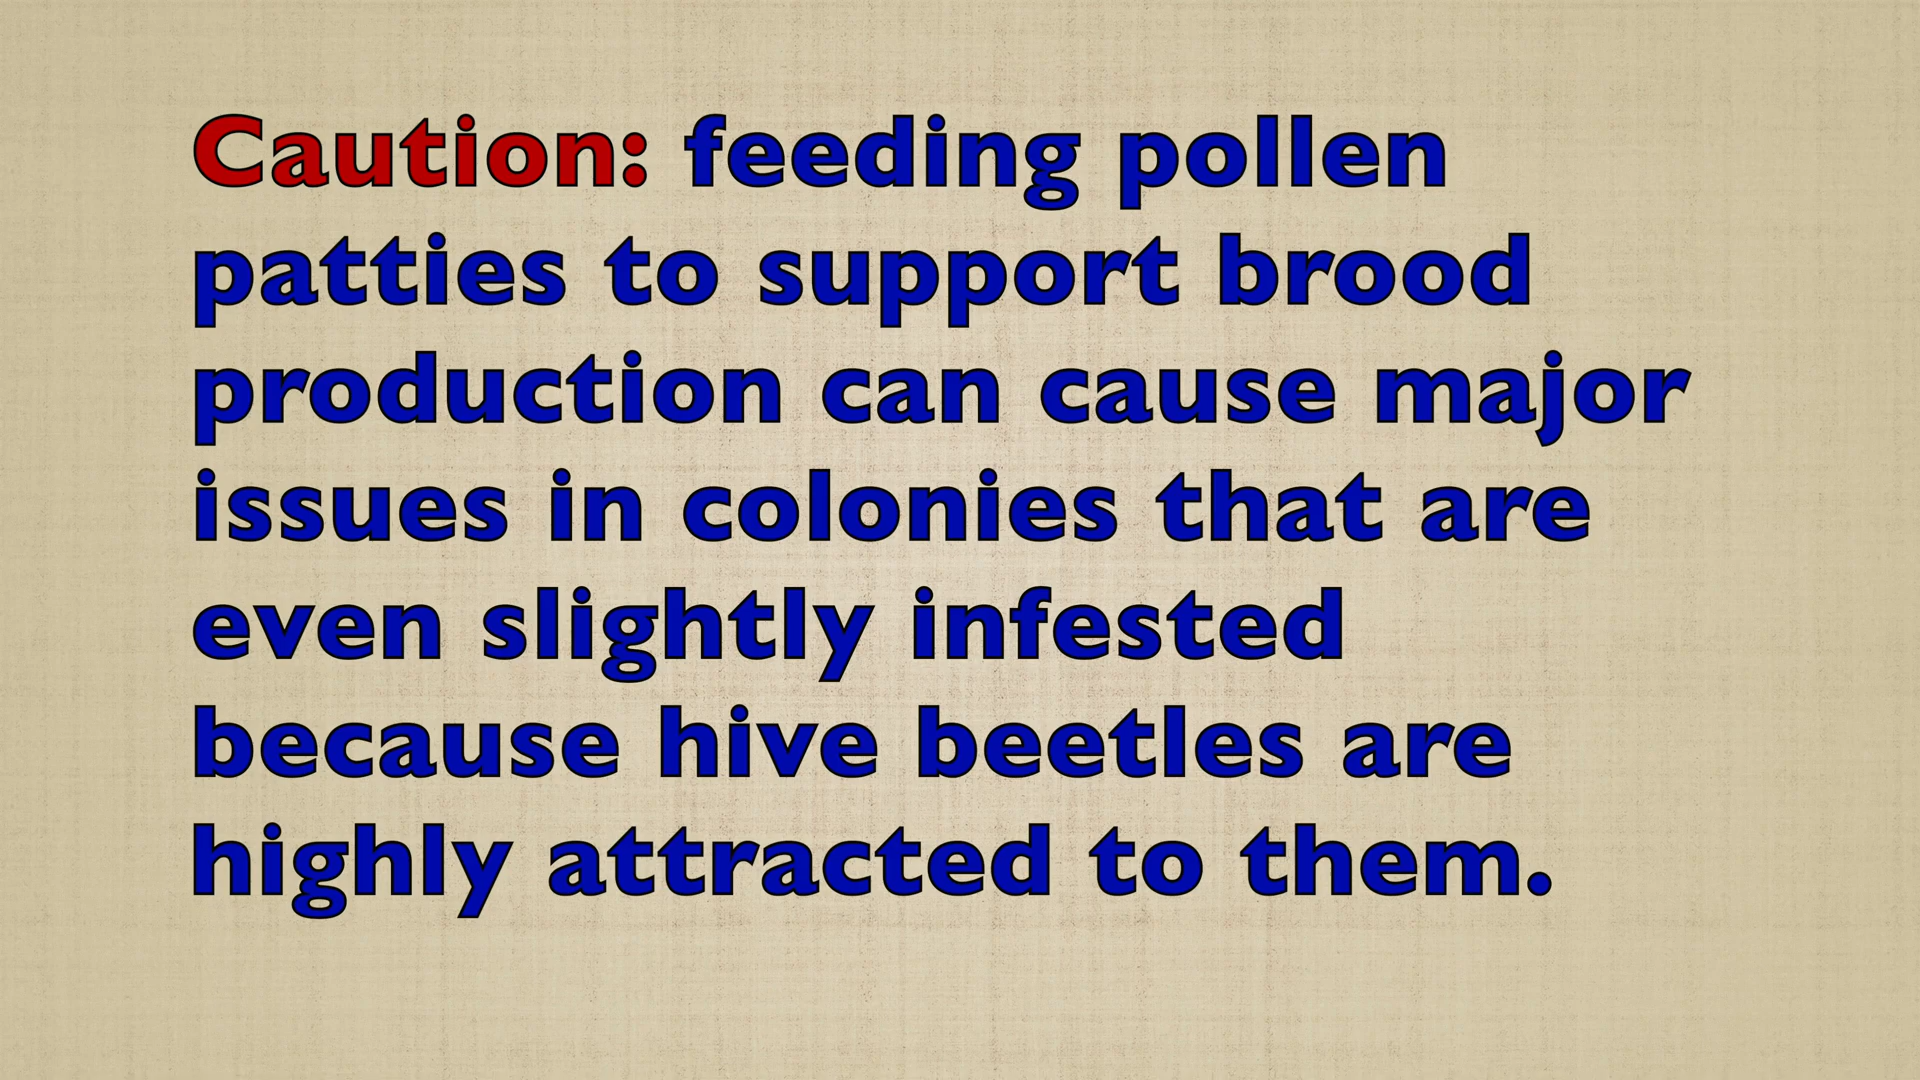 Caution: feeding pollen
patties to support brood
production can cause major
issues in colonies that are
even slightly infested
because hive beetles are
highly attracted to them.